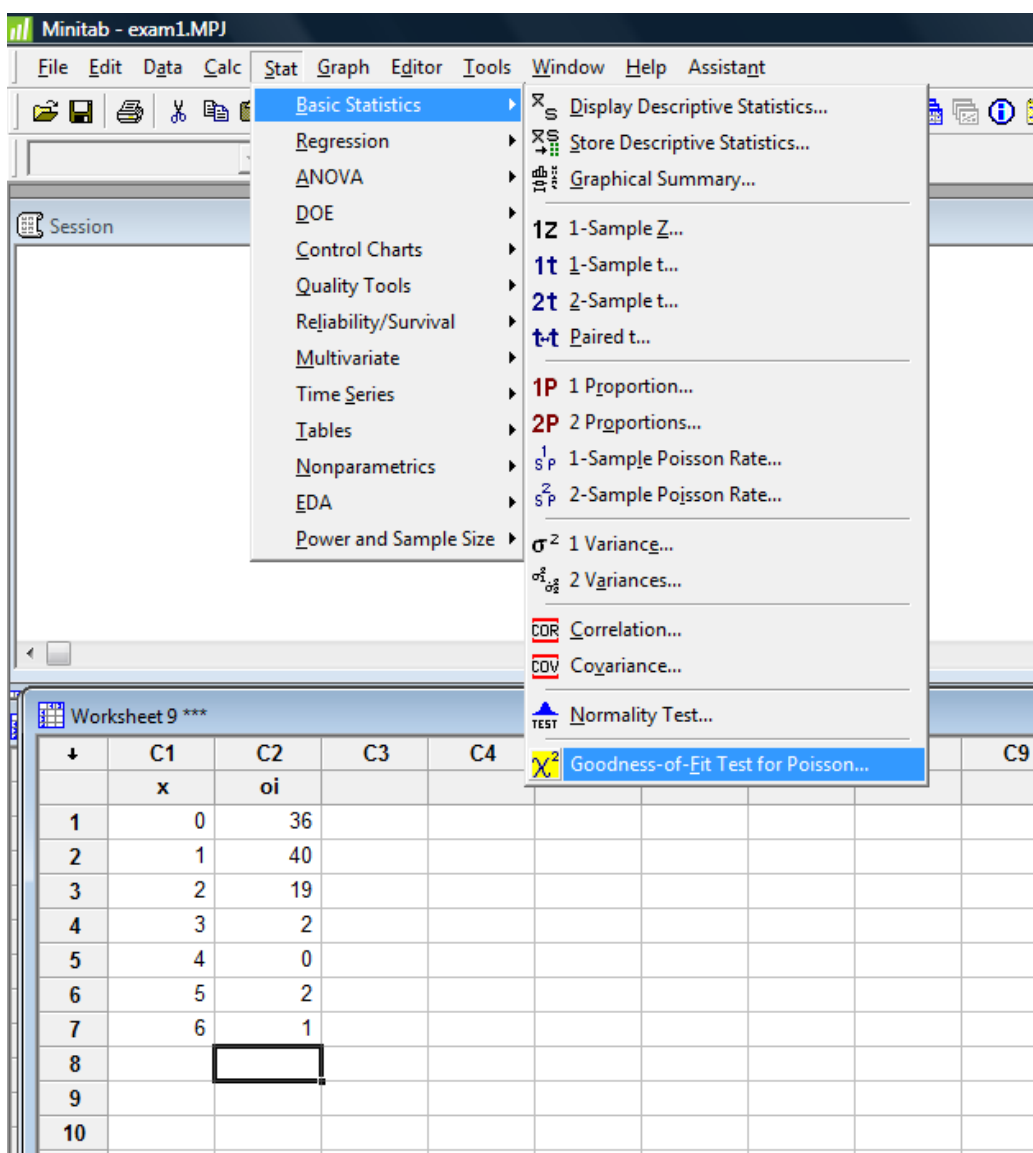 Minitab - exam1.MPJ
File Edit Data Calc Stat Graph Editor Tools Window Help Assistant
Basic Statistics
Regression
ANOVA
DOE
Control Charts
Quality Tools
Reliability/Survival
Multivariate
Time Series
Tables
Nonparametrics
EDA
Power and Sample Size
Display Descriptive Statistics...
Store Descriptive Statistics...
Graphical Summary...
1Z 1-Sample Z...
1t 1-Sample t...
2t 2-Sample t...
t-t Paired t...
1P 1 Proportion...
2P 2 Proportions...
1 S P 1-Sample Poisson Rate...
2 S P 2-Sample Poisson Rate...
σ² 1 Variance...
2 Variances...
COR Correlation...
COV Covariance...
TEST Normality Test...
χ² Goodness-of-Fit Test for Poisson...
Session
Worksheet 9 ***
C1 C2 C3 C4 C9
x oi
1 0 36
2 1 40
3 2 19
4 3 2
5 4 0
6 5 2
7 6 1
8
9
10